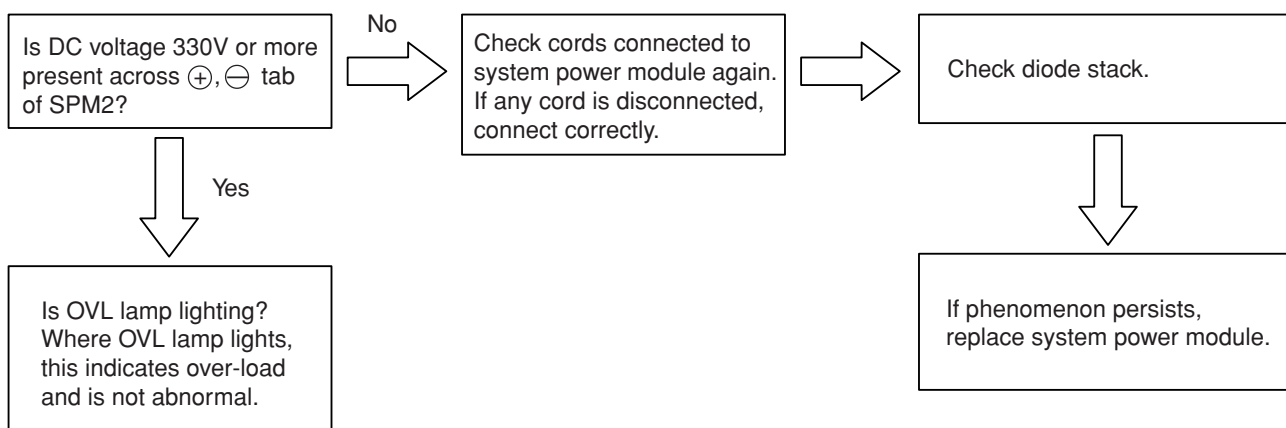 Is DC voltage 330V or more
present across ⊕, ⊖ tab
of SPM2?
No
Check cords connected to
system power module again.
If any cord is disconnected,
connect correctly.
Check diode stack.
Yes
Is OVL lamp lighting?
Where OVL lamp lights,
this indicates over-load
and is not abnormal.
If phenomenon persists,
replace system power module.